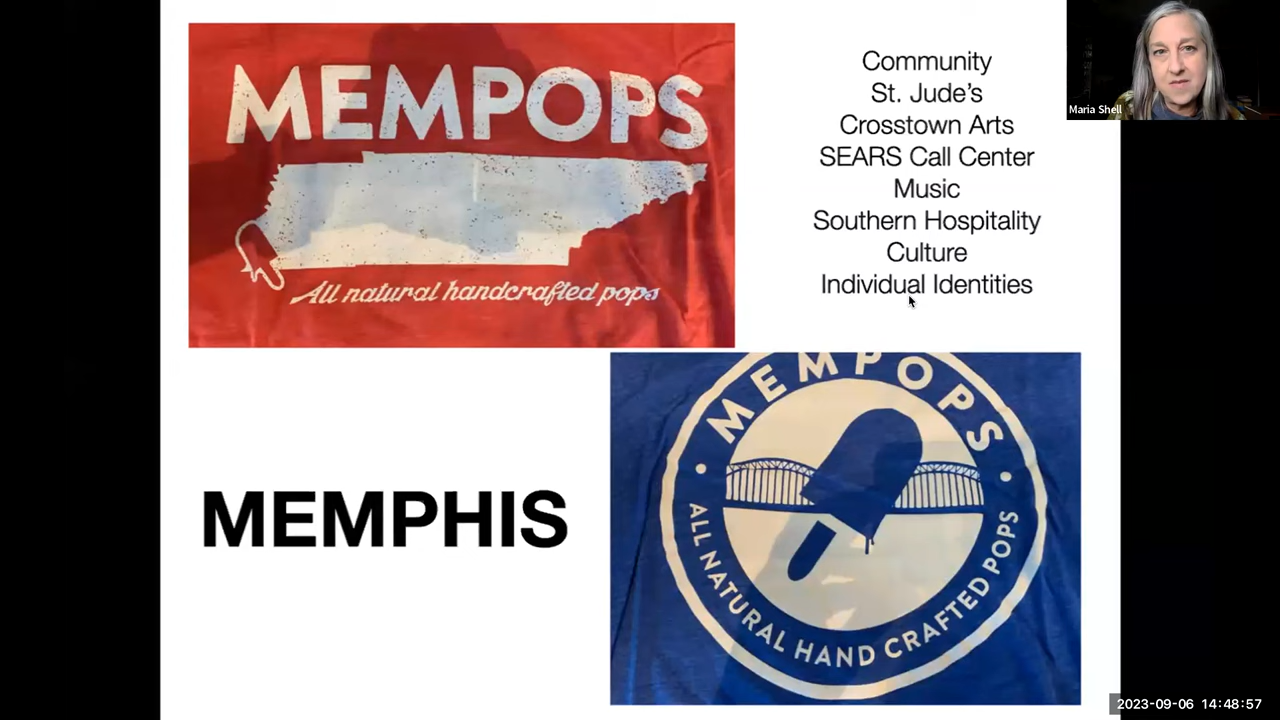 MEMPOPS
All natural handcrafted pops
Community
St. Jude's
Crosstown Arts
SEARS Call Center
Music
Southern Hospitality
Culture
Individual Identities
Maria Shell
MEMPHIS
MEMPOPS
ALL NATURAL HAND CRAFTED POPS
2023-09-06 14:48:57